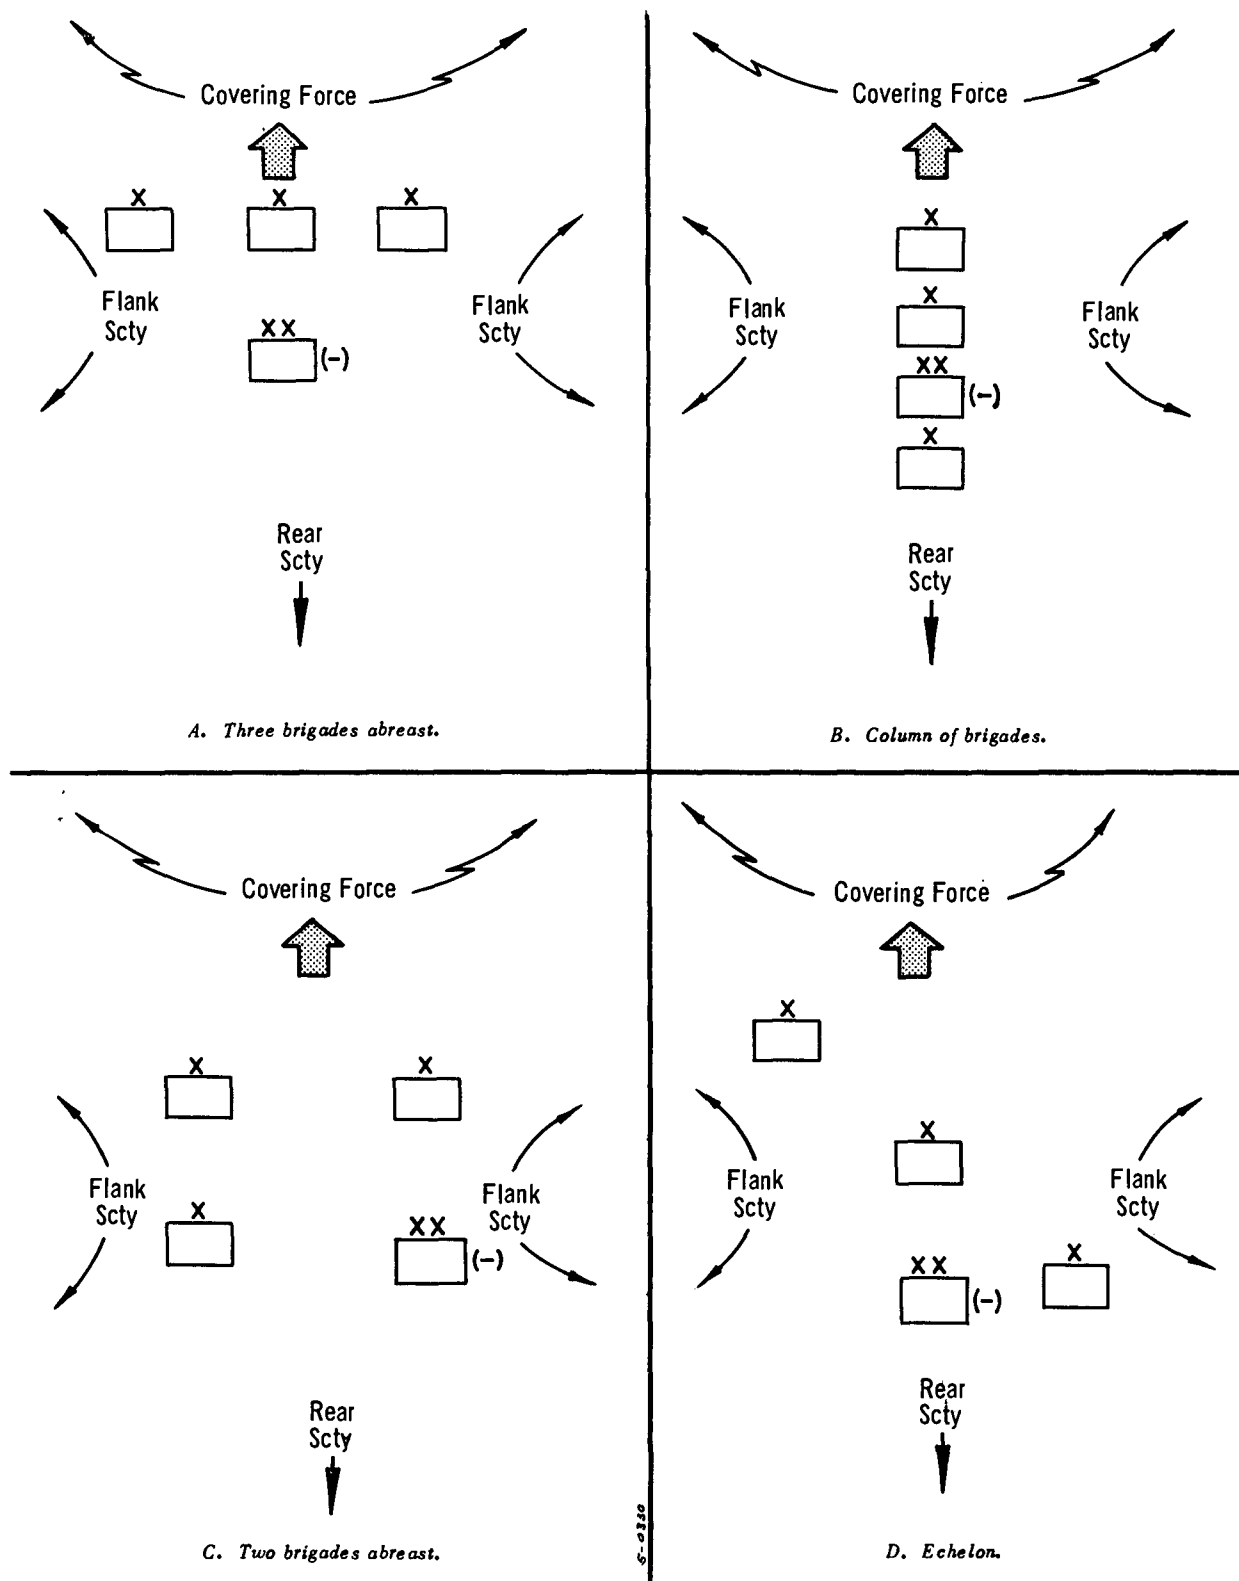 Covering Force
X X X
Flank
Scty
XX
(-)
Flank
Scty
Rear
Scty
A. Three brigades abreast.
Covering Force
X
Flank
Scty
X
XX
(-)
X
Flank
Scty
Rear
Scty
B. Column of brigades.
Covering Force
X X
Flank
Scty
X
XX
(-)
Flank
Scty
Rear
Scty
C. Two brigades abreast.
5-0330
Covering Force
X
X
Flank
Scty
XX
(-)
X
Flank
Scty
Rear
Scty
D. Echelon.